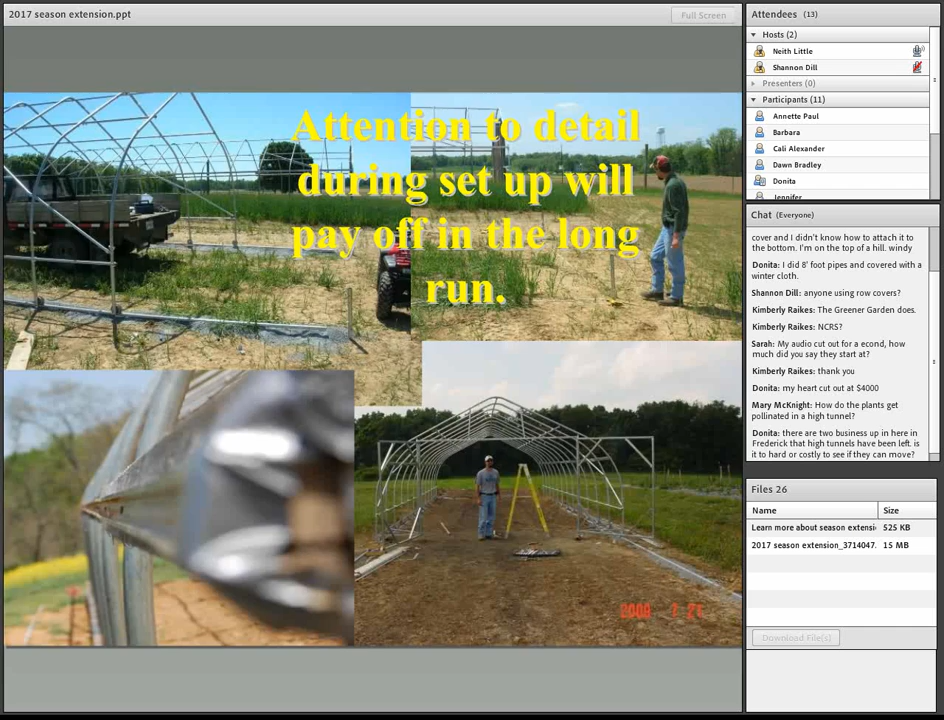 2017 season extension.ppt
Full Screen
Attention to detail
during set up will
pay off in the long
run.
Attendees (13)
Hosts (2)
Neith Little
Shannon Dill
Presenters (0)
Participants (11)
Annette Paul
Barbara
Cali Alexander
Dawn Bradley
Donita
Jennifer
Chat (Everyone)
cover and I didn't know how to attach it to
the bottom. I'm on the top of a hill. windy
Donita: I did 8' foot pipes and covered with a
winter cloth.
Shannon Dill: anyone using row covers?
Kimberly Raikes: The Greener Garden does.
Kimberly Raikes: NCRS?
Sarah: My audio cut out for a econd, how
much did you say they start at?
Kimberly Raikes: thank you
Donita: my heart cut out at $4000
Mary McKnight: How do the plants get
pollinated in a high tunnel?
Donita: there are two business up in here in
Frederick that high tunnels have been left. is
it to hard or costly to see if they can move?
Files 26
Name Size
Learn more about season extensi 525 KB
2017 season extension_3714047. 15 MB
Download File(s)